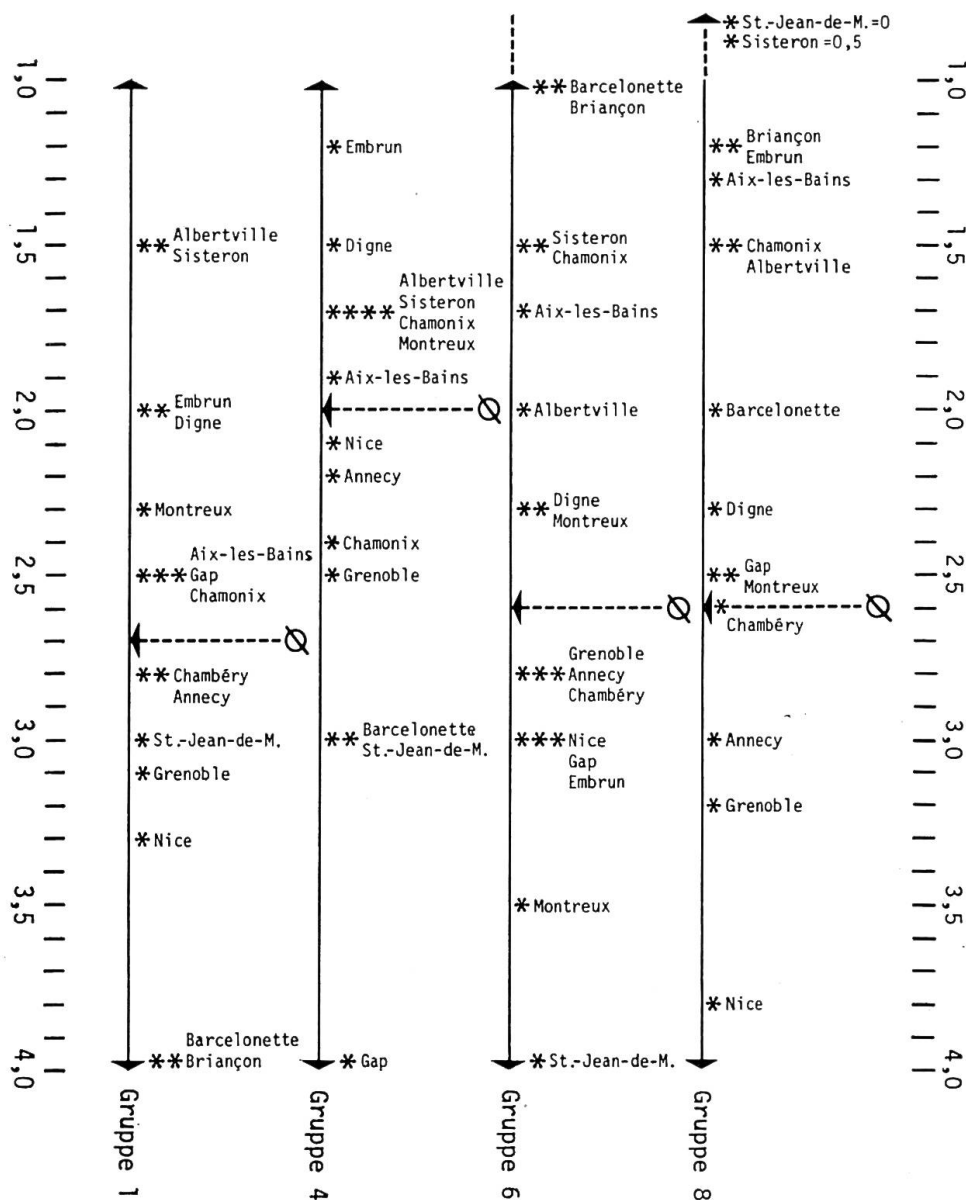 *St.-Jean-de-M.=0
*Sisteron =0,5
1,0
1,5
2,0
2,5
3,0
3,5
4,0
**Albertville
Sisteron
**Embrun
Digne
*Montreux
***Aix-les-Bains
Gap
Chamonix
Ø
**Chambéry
Annecy
*St.-Jean-de-M.
*Grenoble
*Nice
**Barcelonette
Briançon
Gruppe 1
*Embrun
*Digne
****Albertville
Sisteron
Chamonix
Montreux
*Aix-les-Bains
Ø
*Nice
*Annecy
*Chamonix
*Grenoble
**Barcelonette
St.-Jean-de-M.
*Gap
Gruppe 4
**Barcelonette
Briançon
**Sisteron
Chamonix
*Aix-les-Bains
*Albertville
**Digne
Montreux
Ø
***Grenoble
Annecy
Chambéry
***Nice
Gap
Embrun
*Montreux
*St.-Jean-de-M.
Gruppe 6
**Briançon
Embrun
*Aix-les-Bains
**Chamonix
Albertville
*Barcelonette
*Digne
**Gap
Montreux
Ø
*Chambéry
*Annecy
*Grenoble
*Nice
Gruppe 8
1,0
1,5
2,0
2,5
3,0
3,5
4,0